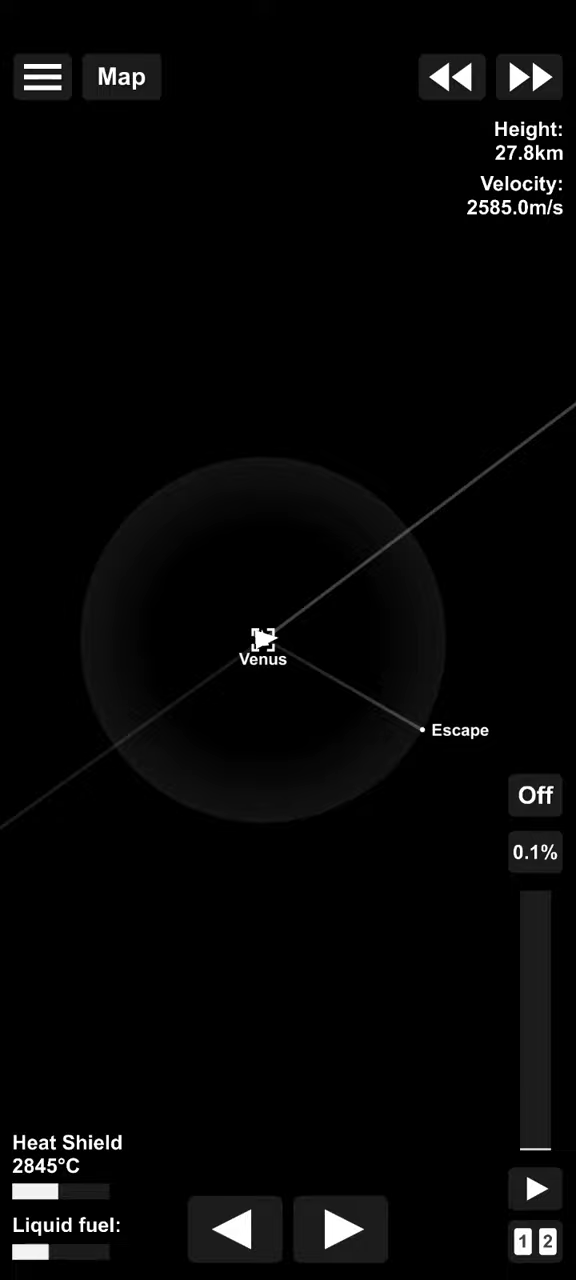 Map
Height:
27.8km
Velocity:
2585.0m/s
Venus
Escape
Off
0.1%
Heat Shield
2845°C
Liquid fuel:
1 2